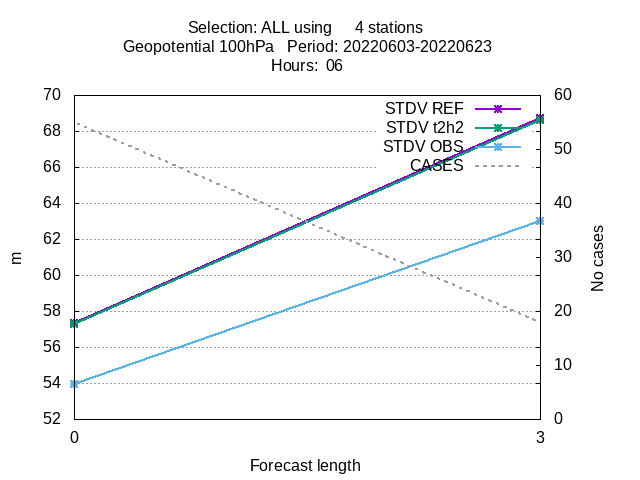 Selection: ALL using     4 stations
Geopotential 100hPa   Period: 20220603-20220623
Hours:  06
70
68
66
64
62
60
58
56
54
52
60
50
40
30
20
10
0
STDV REF
STDV t2h2
STDV OBS
CASES
m
No cases
0
3
Forecast length